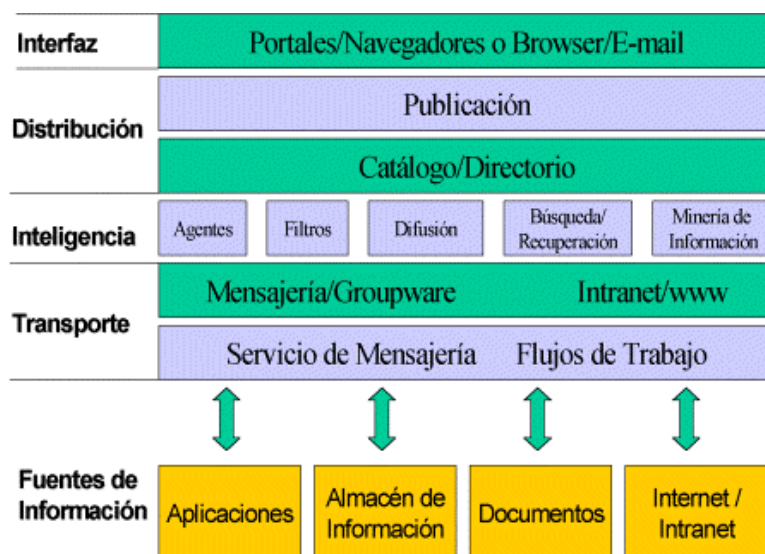 Interfaz
Portales/Navegadores o Browser/E-mail
Distribución
Publicación
Catálogo/Directorio
Inteligencia
Agentes
Filtros
Difusión
Búsqueda/
Recuperación
Minería de
Información
Transporte
Mensajería/Groupware
Intranet/www
Servicio de Mensajería
Flujos de Trabajo
Fuentes de
Información
Aplicaciones
Almacén de
Información
Documentos
Internet /
Intranet